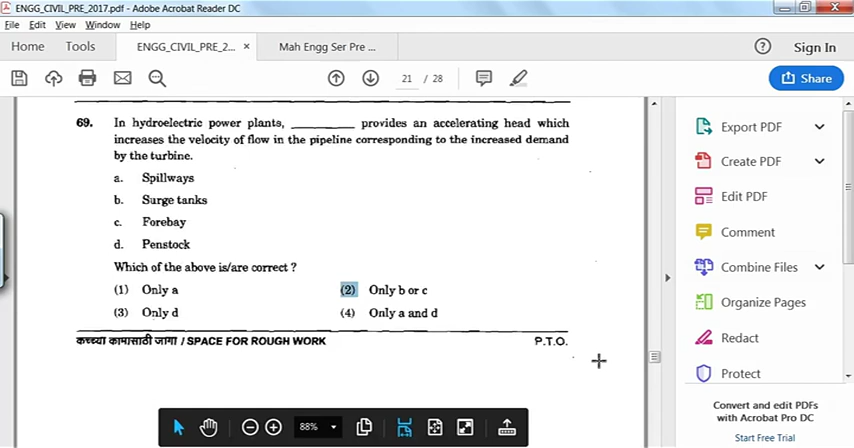 ENGG_CIVIL_PRE_2017.pdf - Adobe Acrobat Reader DC
File Edit View Window Help
Home Tools ENGG_CIVIL_PRE_2... × Mah Engg Ser Pre ... Sign In
21 / 28 Share
69. In hydroelectric power plants, ________ provides an accelerating head which
increases the velocity of flow in the pipeline corresponding to the increased demand
by the turbine.
a. Spillways
b. Surge tanks
c. Forebay
d. Penstock
Which of the above is/are correct ?
(1) Only a (2) Only b or c
(3) Only d (4) Only a and d
कच्च्या कामासाठी जागा / SPACE FOR ROUGH WORK P.T.O.
Export PDF
Create PDF
Edit PDF
Comment
Combine Files
Organize Pages
Redact
Protect
Convert and edit PDFs
with Acrobat Pro DC
Start Free Trial
88%